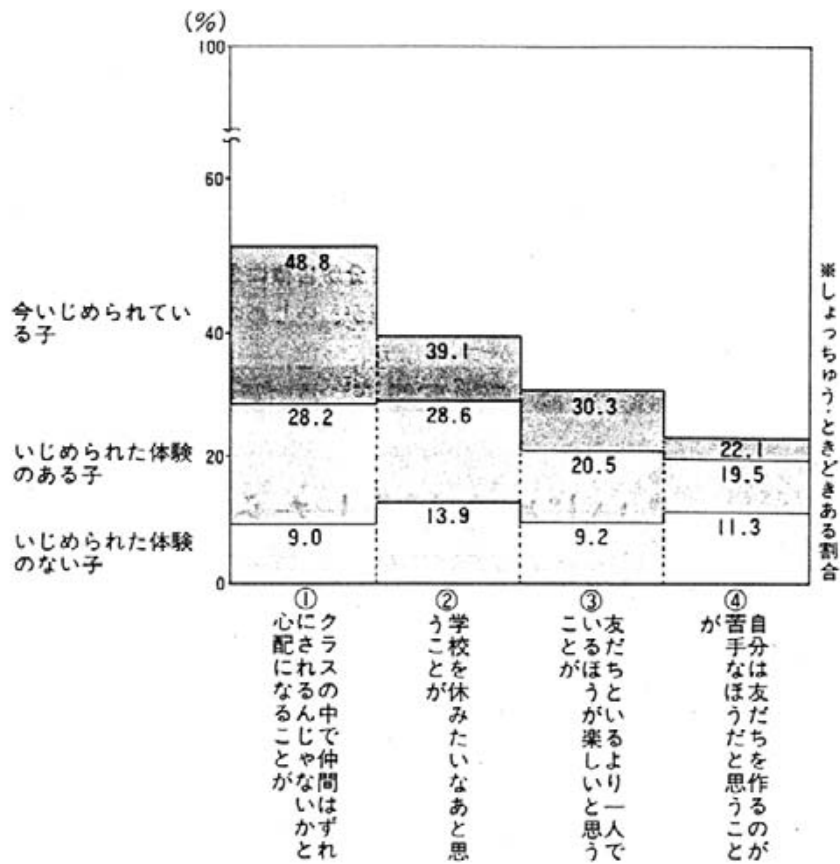 (%)
100
60
40
20
0
今いじめられてい
る子
いじめられた体験
のある子
いじめられた体験
のない子
48.8
39.1
30.3
22.1
28.2
28.6
20.5
19.5
9.0
13.9
9.2
11.3
※しょっちゅう・ときどきある割合
①
クラスの中で仲間はずれ
にされるんじゃないかと
心配になることが
②
学校を休みたいなあと思
うことが
③
友だちといるより一人で
いるほうが楽しいと思う
ことが
④
自分は友だちを作るのが
苦手なほうだと思うこと
が